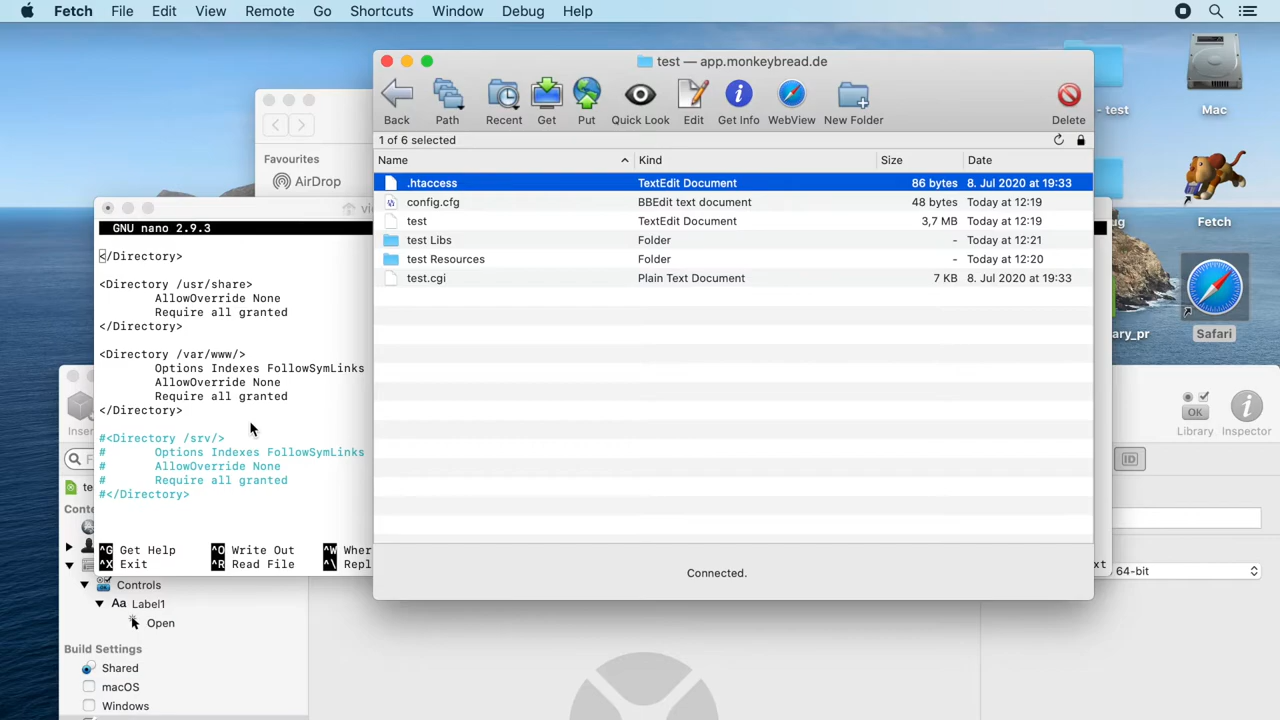 Fetch File Edit View Remote Go Shortcuts Window Debug Help
test — app.monkeybread.de
Back Path Recent Get Put Quick Look Edit Get Info WebView New Folder Delete
1 of 6 selected
Name Kind Size Date
.htaccess TextEdit Document 86 bytes 8. Jul 2020 at 19:33
config.cfg BBEdit text document 48 bytes Today at 12:19
test TextEdit Document 3,7 MB Today at 12:19
test Libs Folder - Today at 12:21
test Resources Folder - Today at 12:20
test.cgi Plain Text Document 7 KB 8. Jul 2020 at 19:33
Connected.
Favourites
AirDrop
GNU nano 2.9.3
</Directory>
<Directory /usr/share>
AllowOverride None
Require all granted
</Directory>
<Directory /var/www/>
Options Indexes FollowSymLinks
AllowOverride None
Require all granted
</Directory>
#<Directory /srv/>
# Options Indexes FollowSymLinks
# AllowOverride None
# Require all granted
#</Directory>
^G Get Help ^O Write Out ^W Wher
^X Exit ^R Read File ^\ Repl
Controls
Aa Label1
Open
Build Settings
Shared
macOS
Windows
- test
Mac
Fetch
Safari
ary_pr
OK
Library Inspector
ID
64-bit